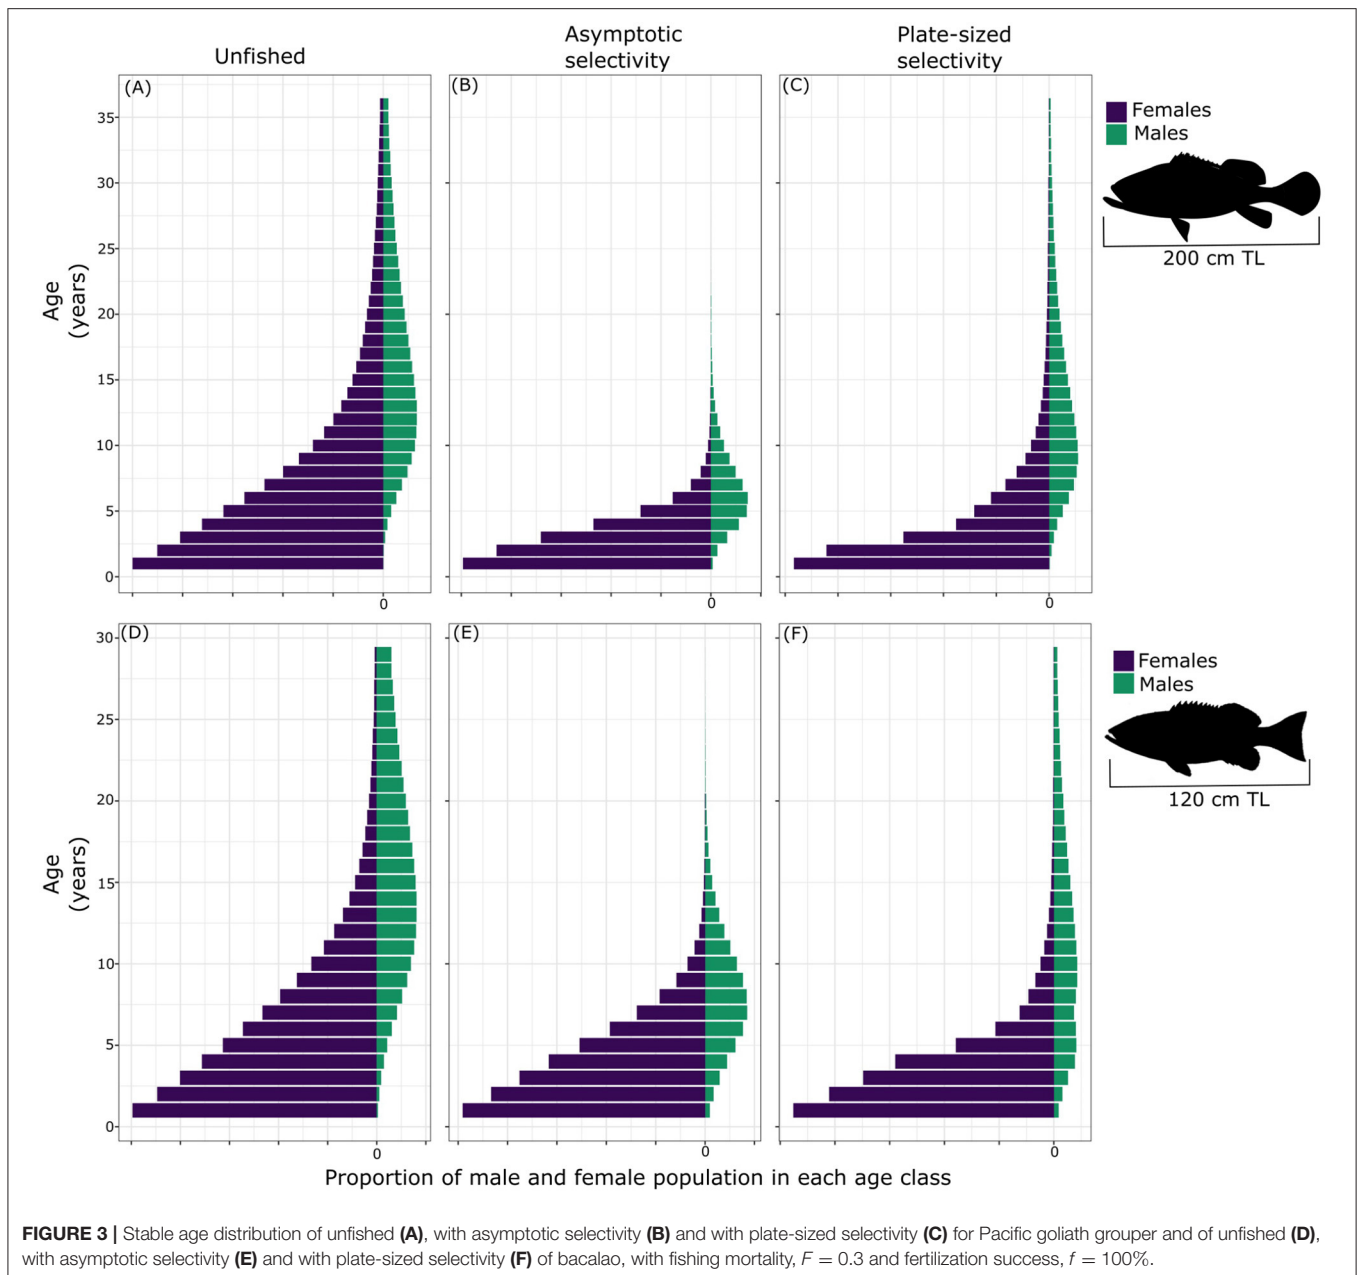 Unfished
Asymptotic
selectivity
Plate-sized
selectivity
(A)
(B)
(C)
35
30
25
20
15
10
5
0
Age
(years)
0
0
0
Females
Males
200 cm TL
(D)
(E)
(F)
30
25
20
15
10
5
0
Age
(years)
0
0
0
Females
Males
120 cm TL
Proportion of male and female population in each age class
FIGURE 3 | Stable age distribution of unfished (A), with asymptotic selectivity (B) and with plate-sized selectivity (C) for Pacific goliath grouper and of unfished (D),
with asymptotic selectivity (E) and with plate-sized selectivity (F) of bacalao, with fishing mortality, F = 0.3 and fertilization success, f = 100%.